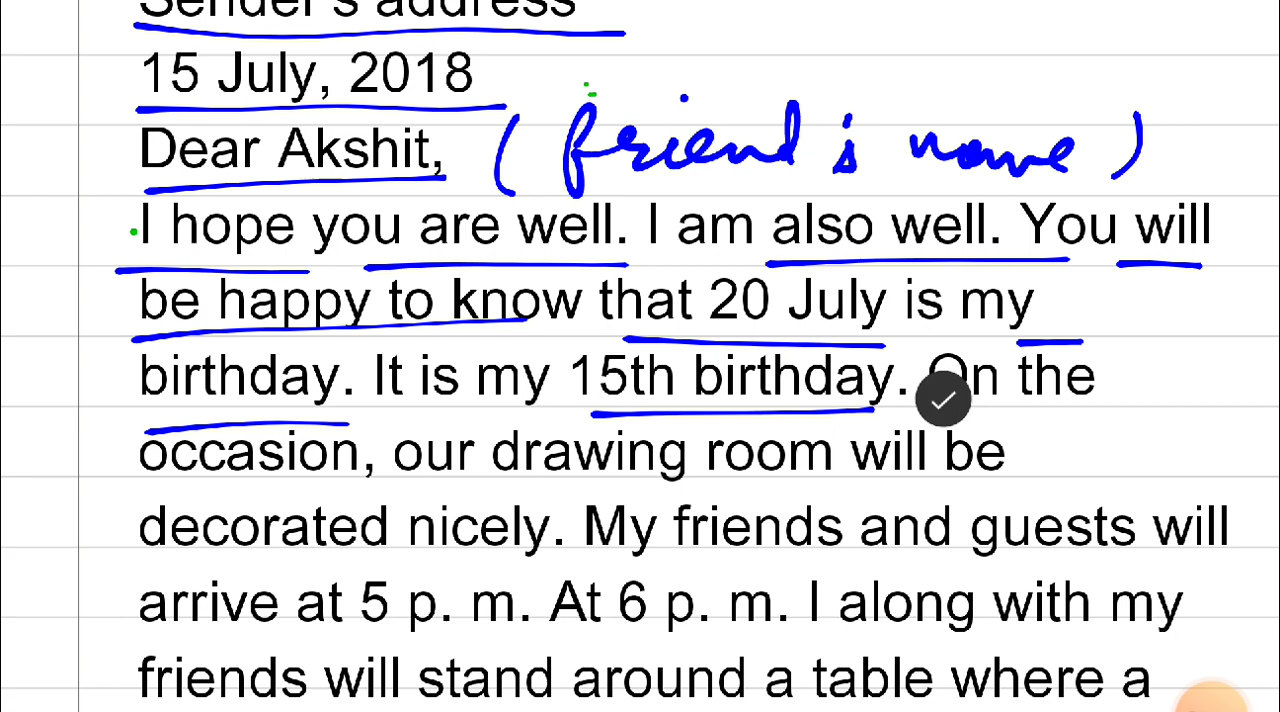 Sender's address
15 July, 2018
Dear Akshit, (friend's name)
I hope you are well. I am also well. You will
be happy to know that 20 July is my
birthday. It is my 15th birthday. On the
occasion, our drawing room will be
decorated nicely. My friends and guests will
arrive at 5 p. m. At 6 p. m. I along with my
friends will stand around a table where a